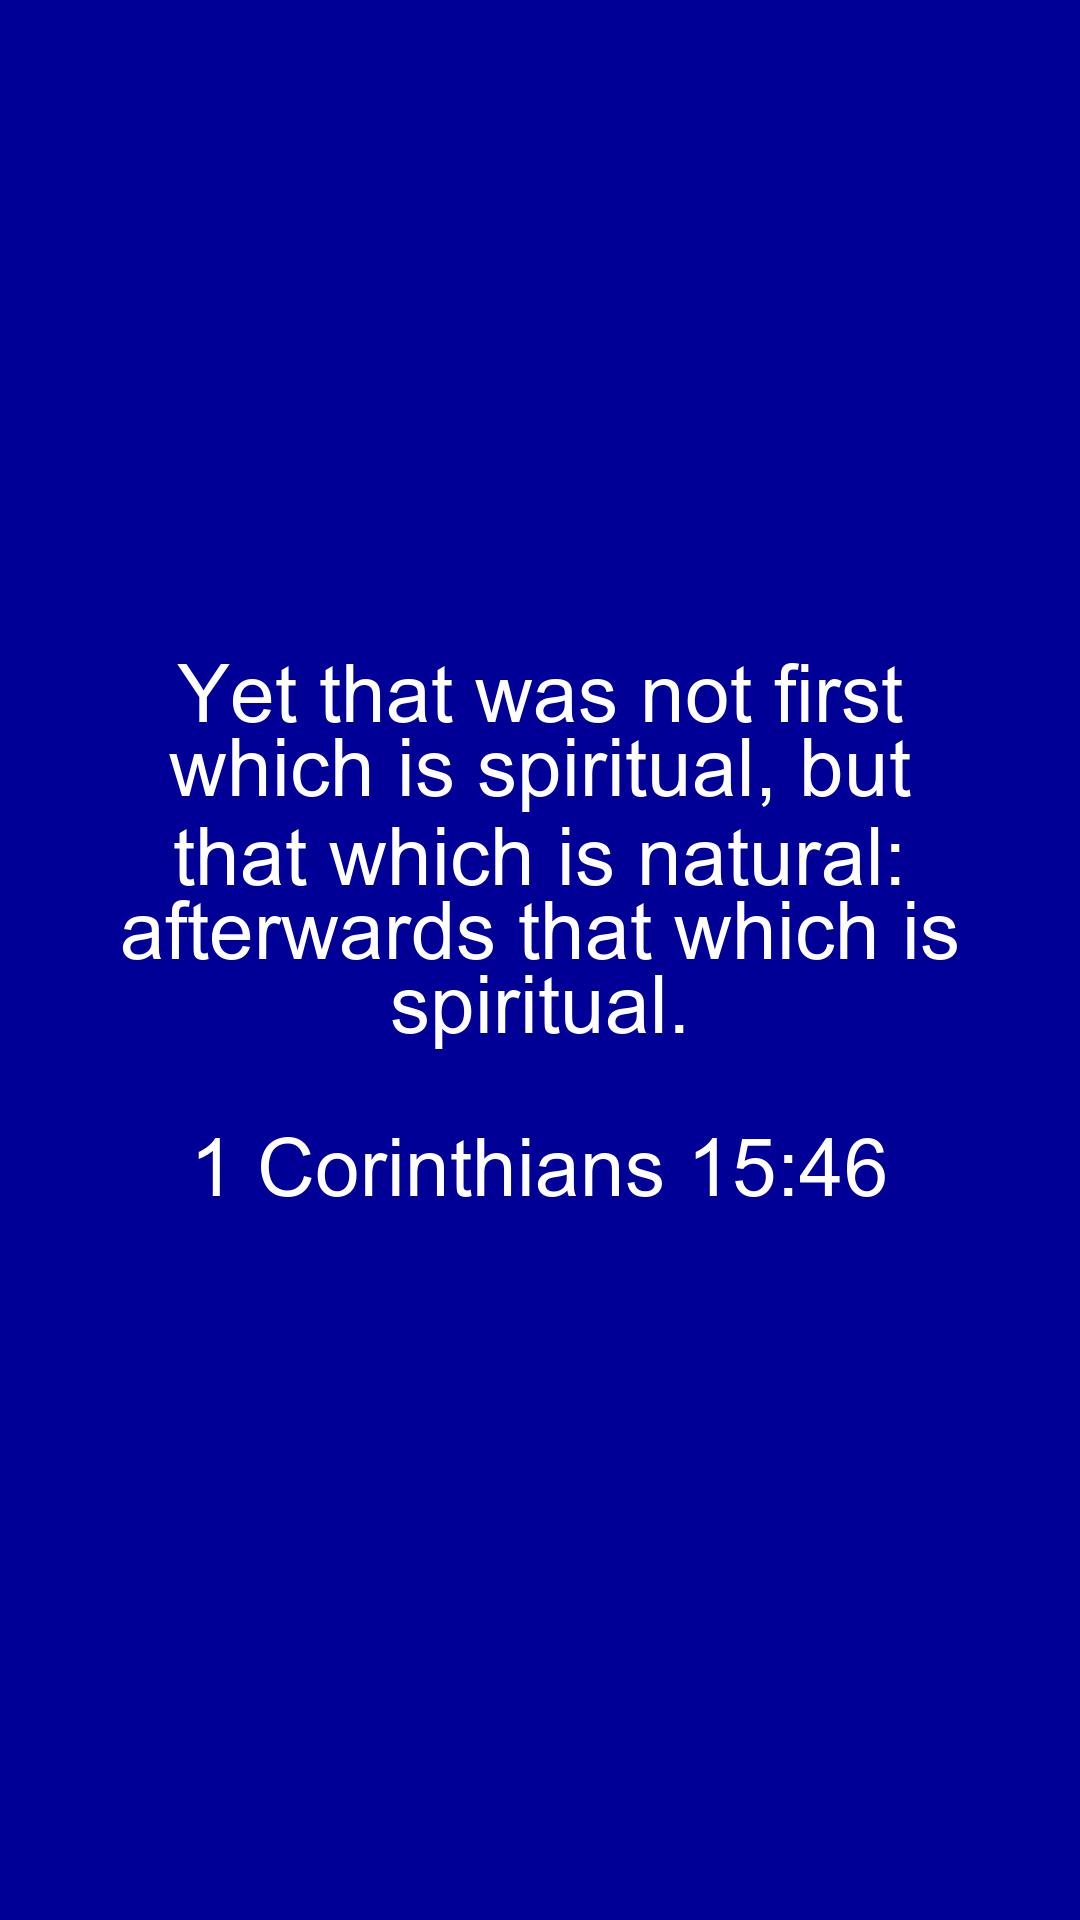 Yet that was not first
which is spiritual, but
that which is natural:
afterwards that which is
spiritual.
1 Corinthians 15:46